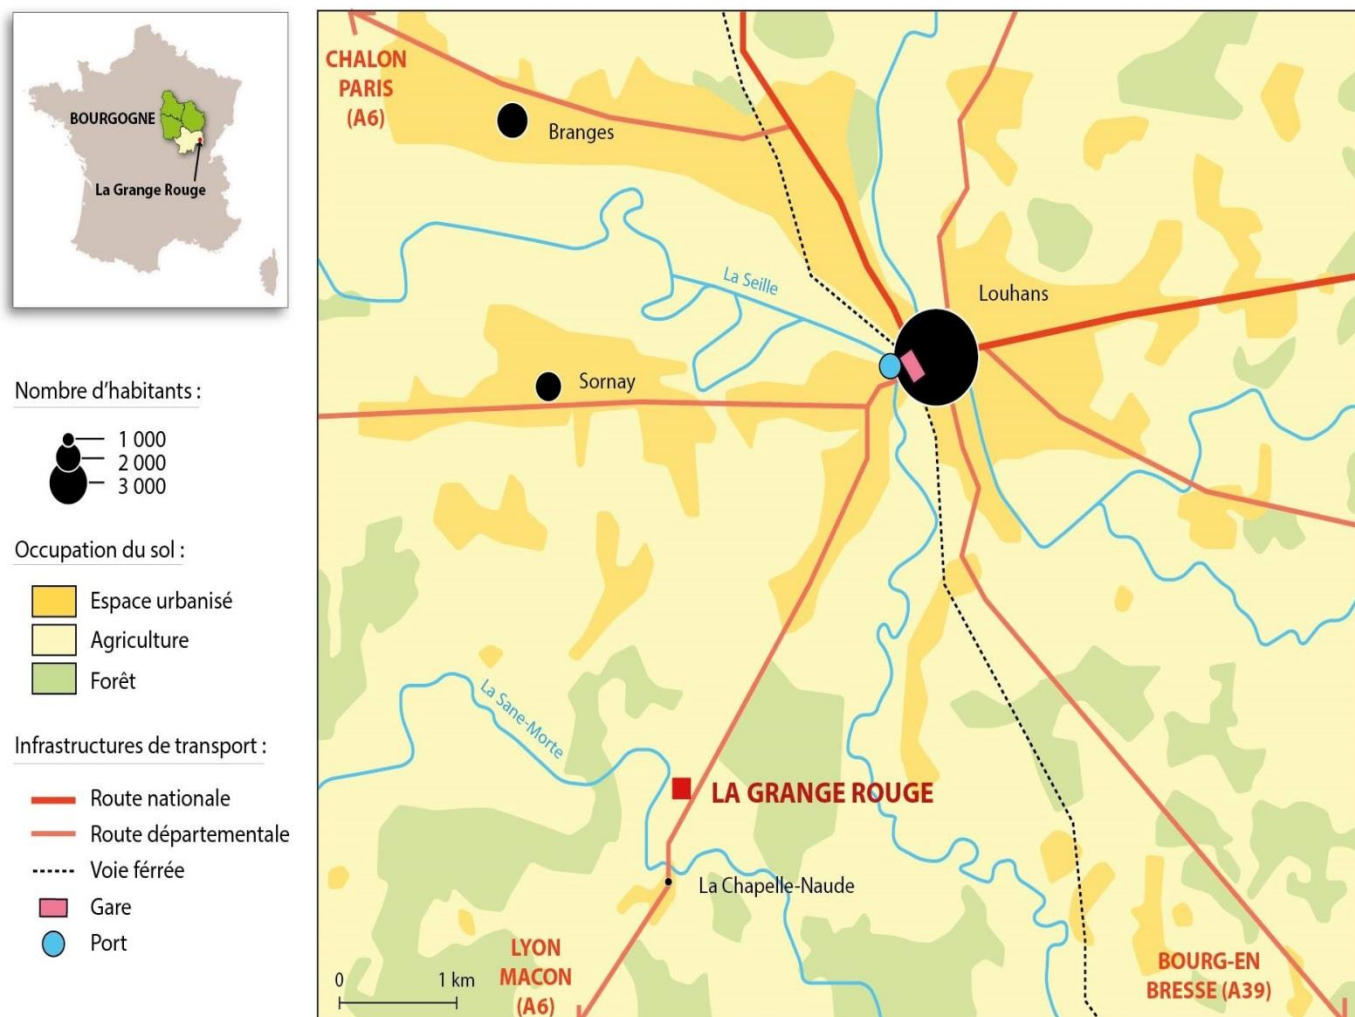 BOURGOGNE
La Grange Rouge
Nombre d'habitants :
1 000
2 000
3 000
Occupation du sol :
Espace urbanisé
Agriculture
Forêt
Infrastructures de transport :
Route nationale
Route départementale
Voie férrée
Gare
Port
CHALON
PARIS
(A6)
Branges
La Seille
Louhans
Sornay
La Sane-Morte
LA GRANGE ROUGE
La Chapelle-Naude
LYON
MACON
(A6)
BOURG-EN
BRESSE (A39)
0 1 km